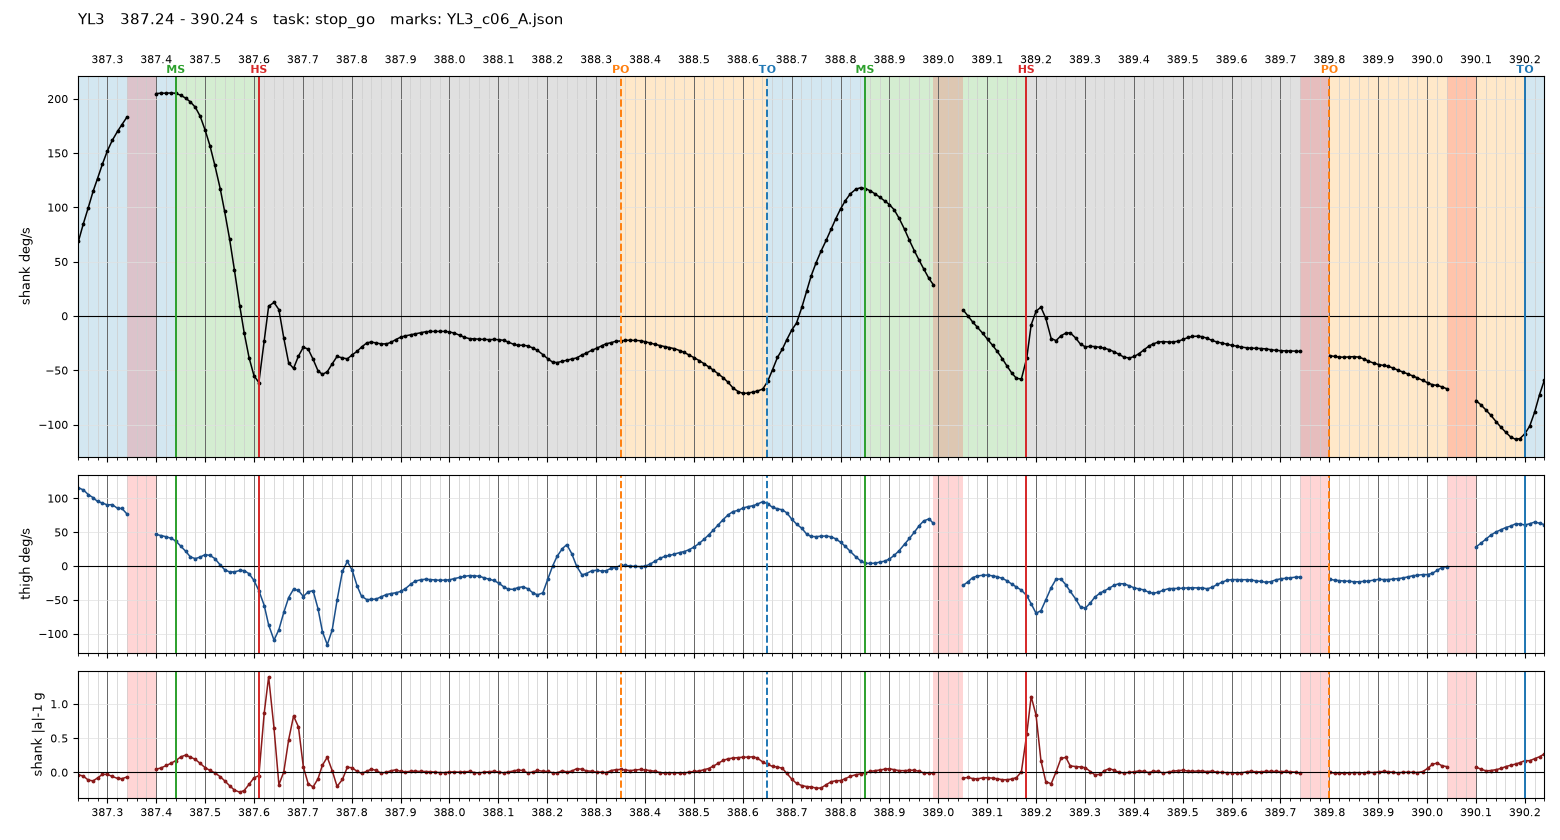 YL3   387.24 - 390.24 s   task: stop_go   marks: YL3_c06_A.json
387.3 387.4 387.5 387.6 387.7 387.8 387.9 388.0 388.1 388.2 388.3 388.4 388.5 388.6 388.7 388.8 388.9 389.0 389.1 389.2 389.3 389.4 389.5 389.6 389.7 389.8 389.9 390.0 390.1 390.2
MS HS PO TO MS HS PO TO
200
150
100
50
0
−50
−100
shank deg/s
100
50
0
−50
−100
thigh deg/s
1.0
0.5
0.0
shank |a|-1 g
387.3 387.4 387.5 387.6 387.7 387.8 387.9 388.0 388.1 388.2 388.3 388.4 388.5 388.6 388.7 388.8 388.9 389.0 389.1 389.2 389.3 389.4 389.5 389.6 389.7 389.8 389.9 390.0 390.1 390.2